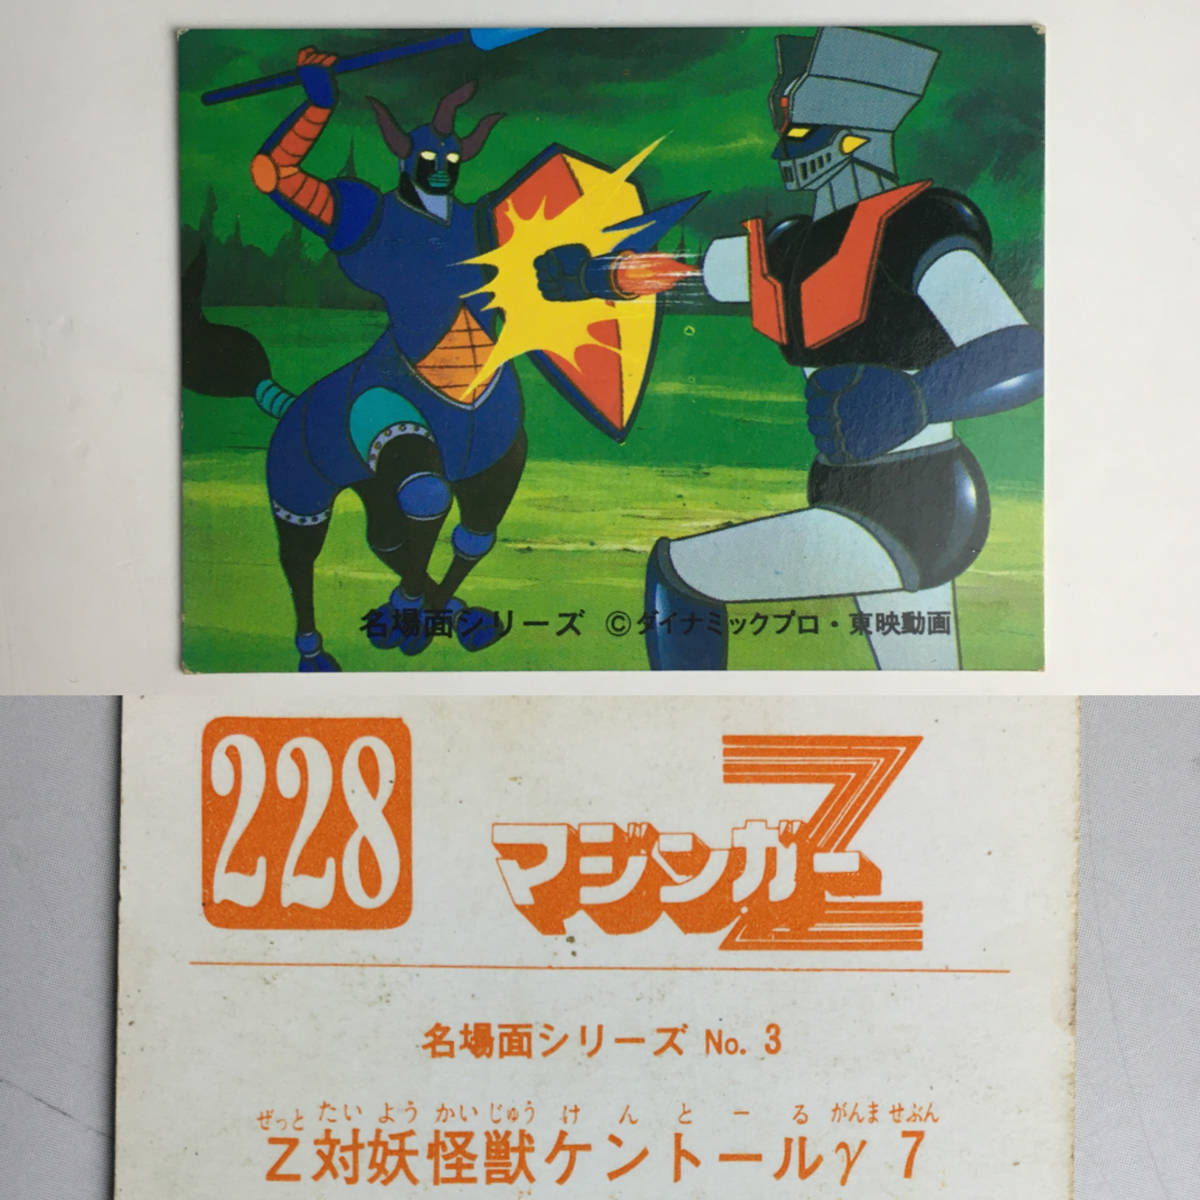 名場面シリーズ ©ダイナミックプロ・東映動画
228
マジンガーZ
名場面シリーズ No. 3
ぜっと たい よう かい じゅう け ん と ー る がんま せぶん
Z対妖怪獣ケントールγ7